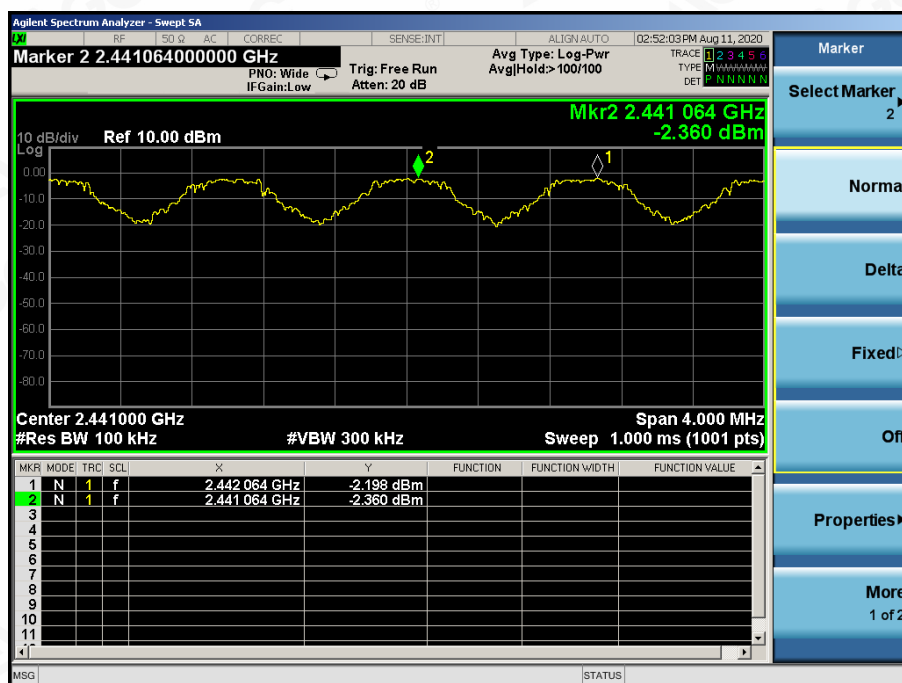 Agilent Spectrum Analyzer - Swept SA
LXI RF 50 Ω AC CORREC SENSE:INT ALIGNAUTO 02:52:03 PM Aug 11, 2020
Marker 2 2.441064000000 GHz
PNO: Wide
IFGain:Low
Trig: Free Run
Atten: 20 dB
Avg Type: Log-Pwr
Avg|Hold:> 100/100
TRACE 1 2 3 4 5 6
TYPE M W W W W W
DET P N N N N N
Mkr2 2.441 064 GHz
-2.360 dBm
10 dB/div Ref 10.00 dBm
Log
0.00
-10.0
-20.0
-30.0
-40.0
-50.0
-60.0
-70.0
-80.0
2
1
Center 2.441000 GHz Span 4.000 MHz
#Res BW 100 kHz #VBW 300 kHz Sweep 1.000 ms (1001 pts)
MKR MODE TRC SCL X Y FUNCTION FUNCTION WIDTH FUNCTION VALUE
1 N 1 f 2.442 064 GHz -2.198 dBm
2 N 1 f 2.441 064 GHz -2.360 dBm
3
4
5
6
7
8
9
10
11
MSG STATUS
Marker
Select Marker
2
Norma
Delta
Fixed
Off
Properties
More
1 of 2